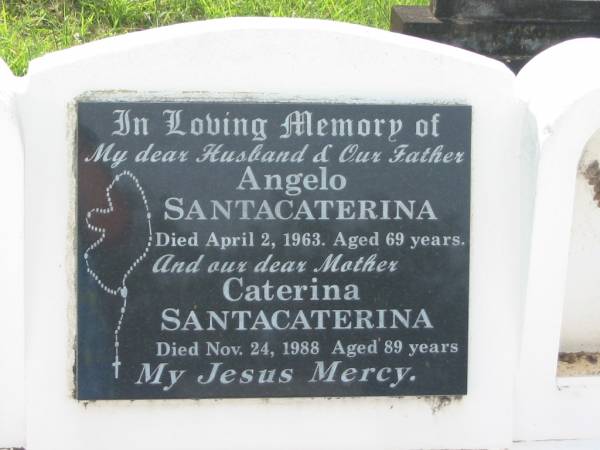 In Loving Memory of
My dear Husband & Our Father
Angelo
SANTACATERINA
Died April 2, 1963. Aged 69 years.
And our dear Mother
Caterina
SANTACATERINA
Died Nov. 24, 1988 Aged 89 years
My Jesus Mercy.